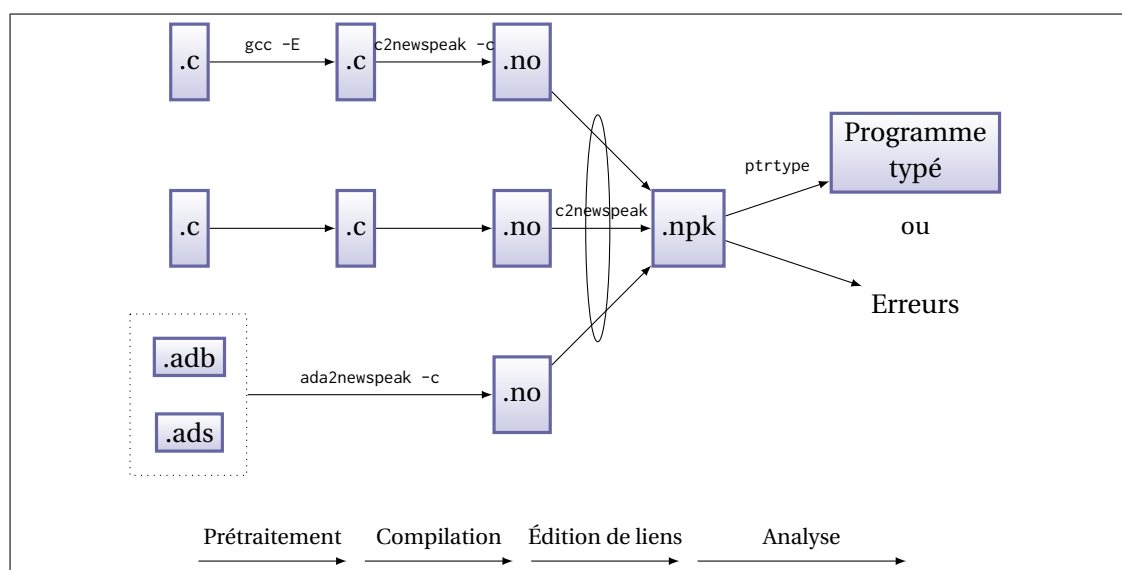 gcc -E
c2newspeak -c
.c
.c
.no
Programme
typé
ptrtype
ou
c2newspeak
.c
.c
.no
.npk
Erreurs
.adb
ada2newspeak -c
.no
.ads
Prétraitement
Compilation
Édition de liens
Analyse